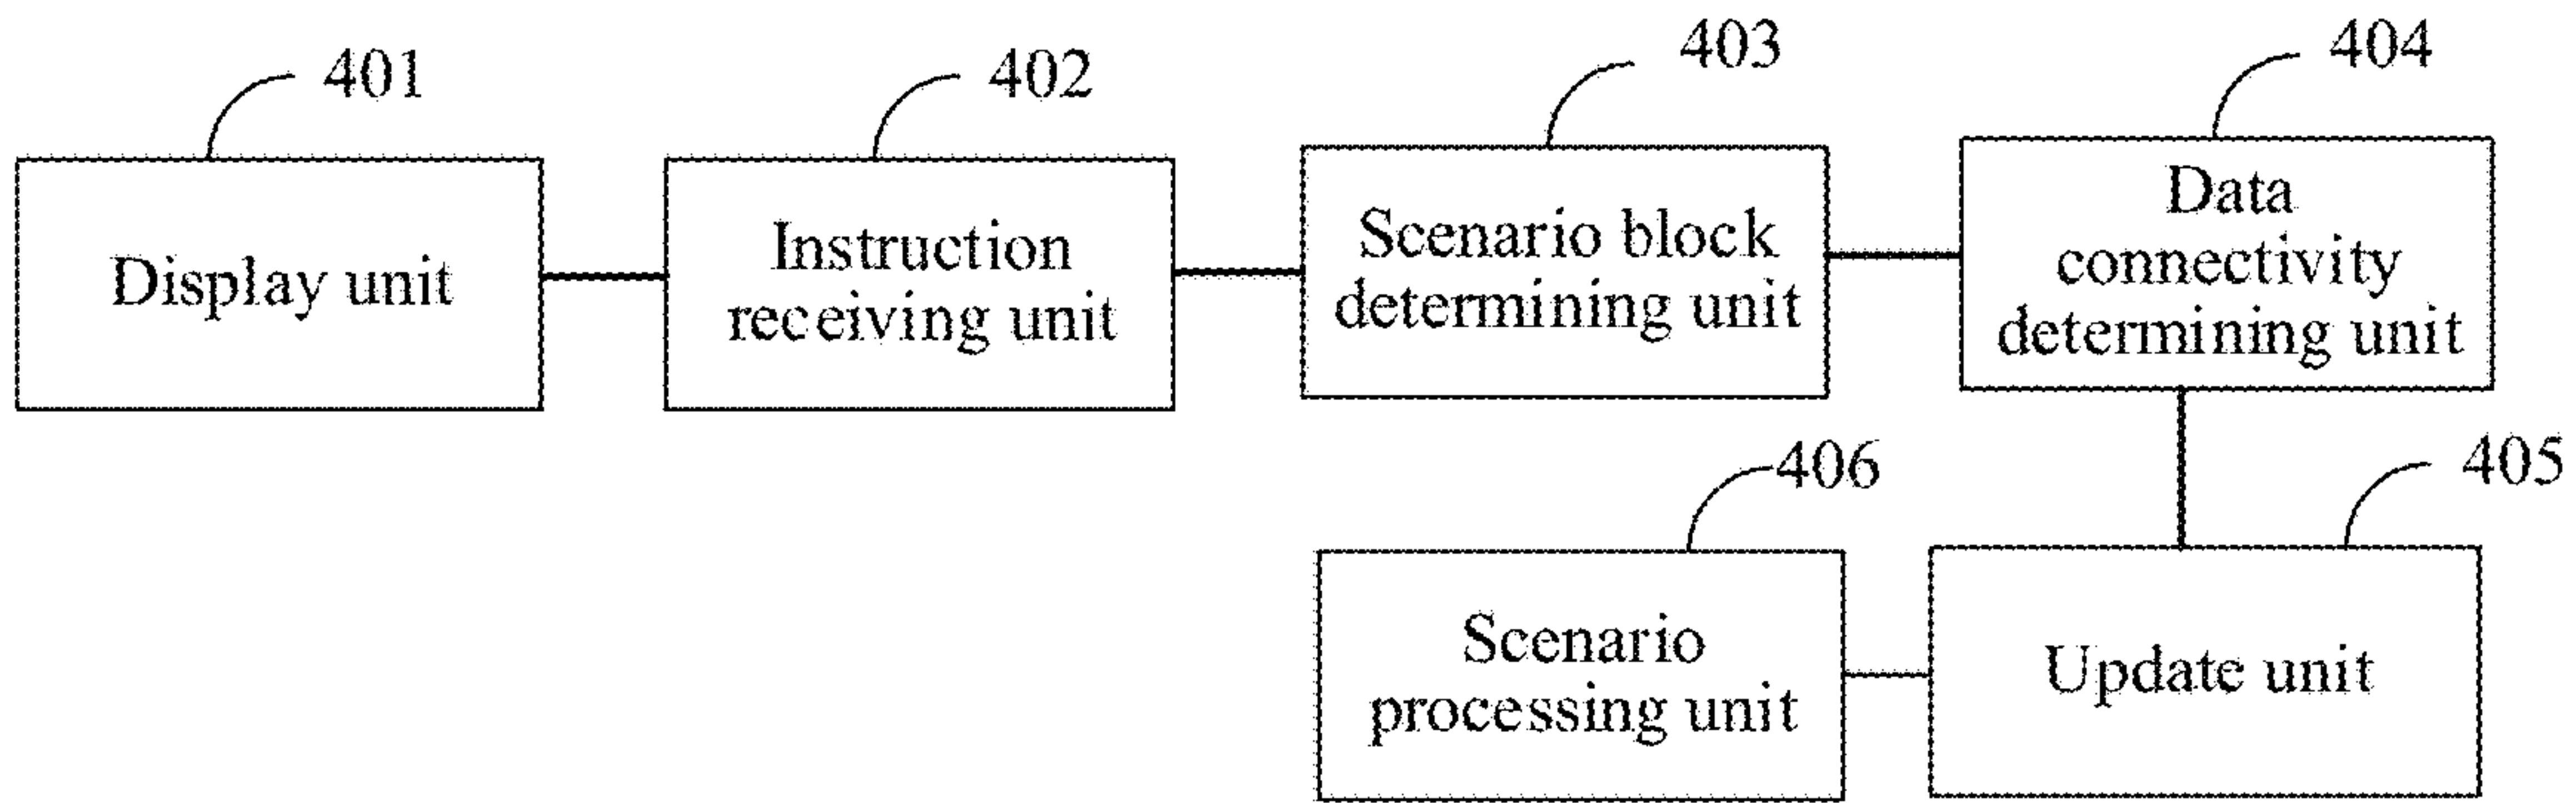 401
402
403
404
Display unit
Instruction
receiving unit
Scenario block
determining unit
Data
connectivity
determining unit
406
405
Scenario
processing unit
Update unit